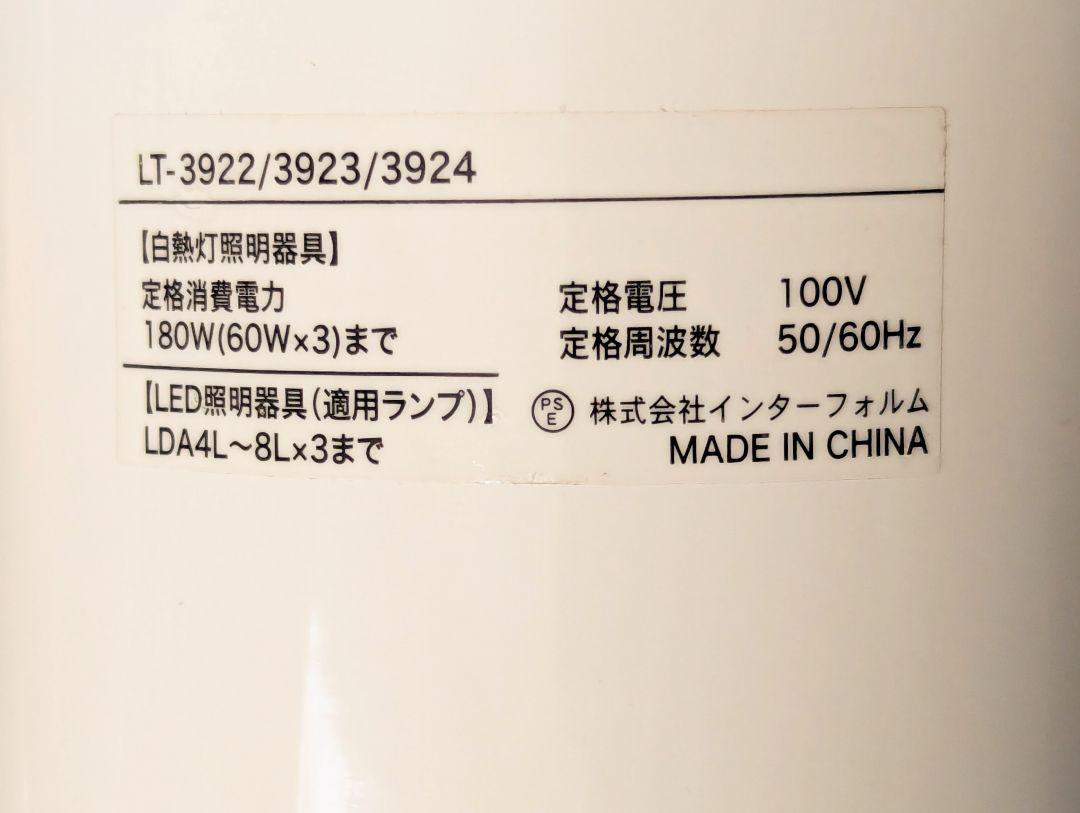 LT-3922/3923/3924
【白熱灯照明器具】
定格消費電力
180W(60W×3)まで
定格電圧 100V
定格周波数 50/60Hz
【LED照明器具(適用ランプ)】
LDA4L〜8L×3まで
PSE 株式会社インターフォルム
MADE IN CHINA